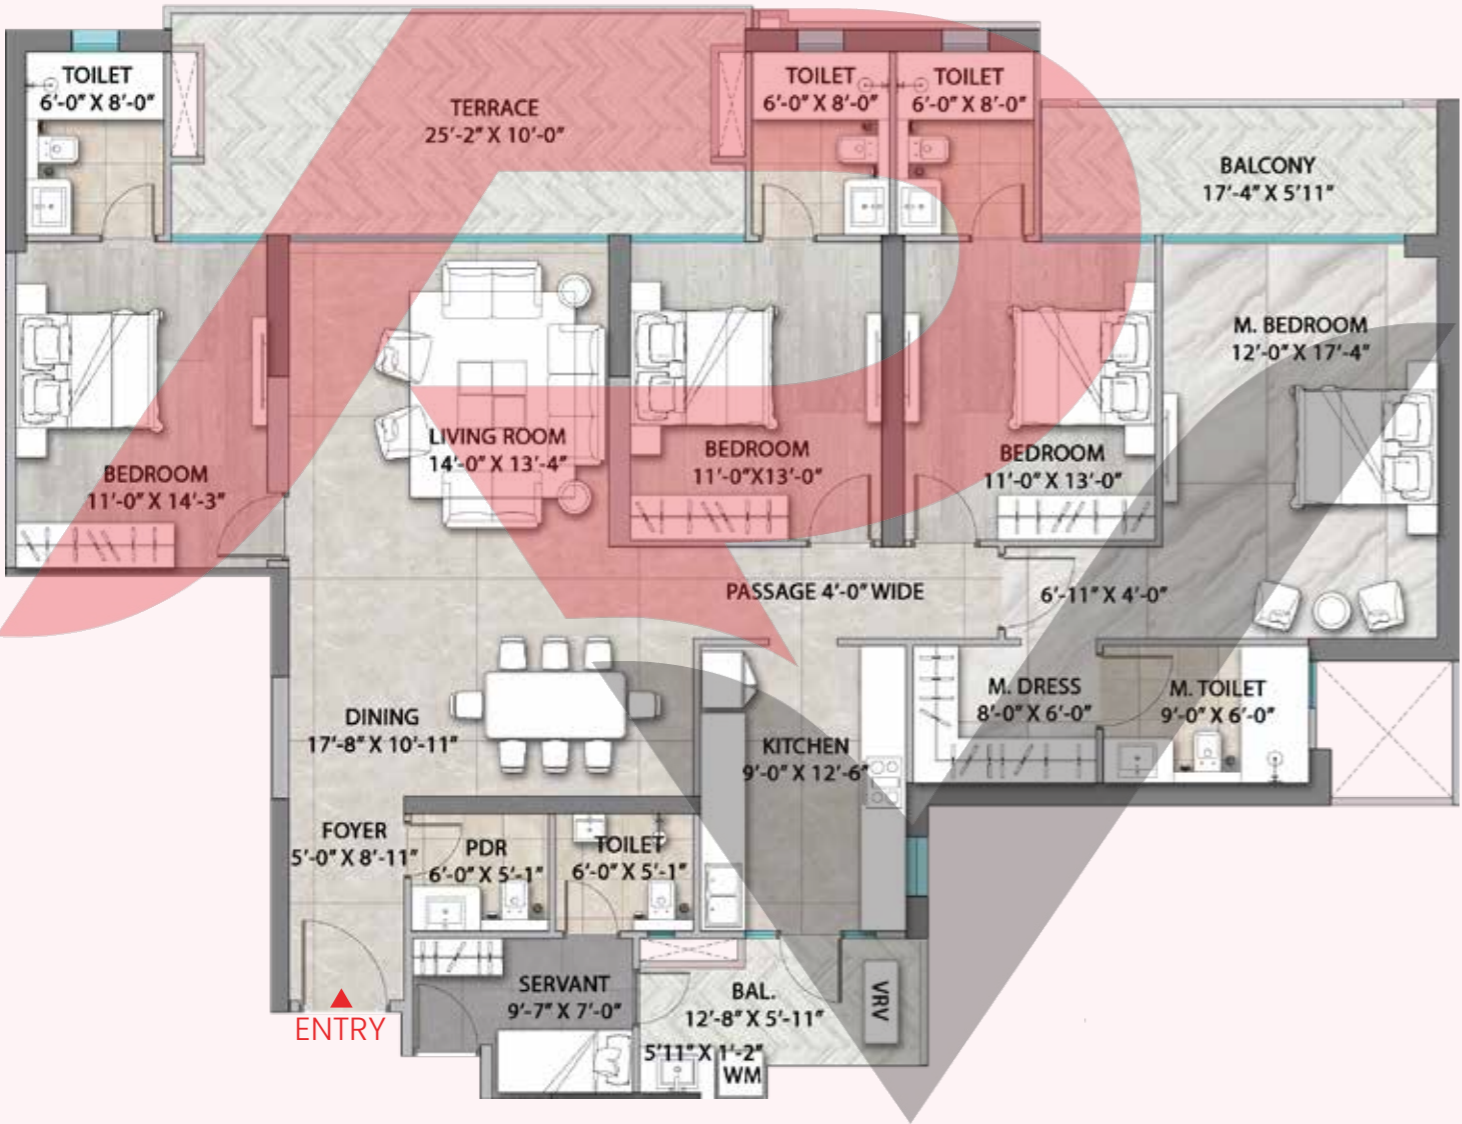 TOILET
6'-0" X 8'-0"
TERRACE
25'-2" X 10'-0"
TOILET
6'-0" X 8'-0"
TOILET
6'-0" X 8'-0"
BALCONY
17'-4" X 5'11"
M. BEDROOM
12'-0" X 17'-4"
LIVING ROOM
14'-0" X 13'-4"
BEDROOM
11'-0"X13'-0"
BEDROOM
11'-0" X 13'-0"
BEDROOM
11'-0" X 14'-3"
PASSAGE 4'-0" WIDE
6'-11" X 4'-0"
M. DRESS
8'-0" X 6'-0"
M. TOILET
9'-0" X 6'-0"
DINING
17'-8" X 10'-11"
KITCHEN
9'-0" X 12'-6"
FOYER
5'-0" X 8'-11"
PDR
6'-0" X 5'-1"
TOILET
6'-0" X 5'-1"
SERVANT
9'-7" X 7'-0"
BAL.
12'-8" X 5'-11"
VRV
ENTRY
5'11" X 1'-2"
WM